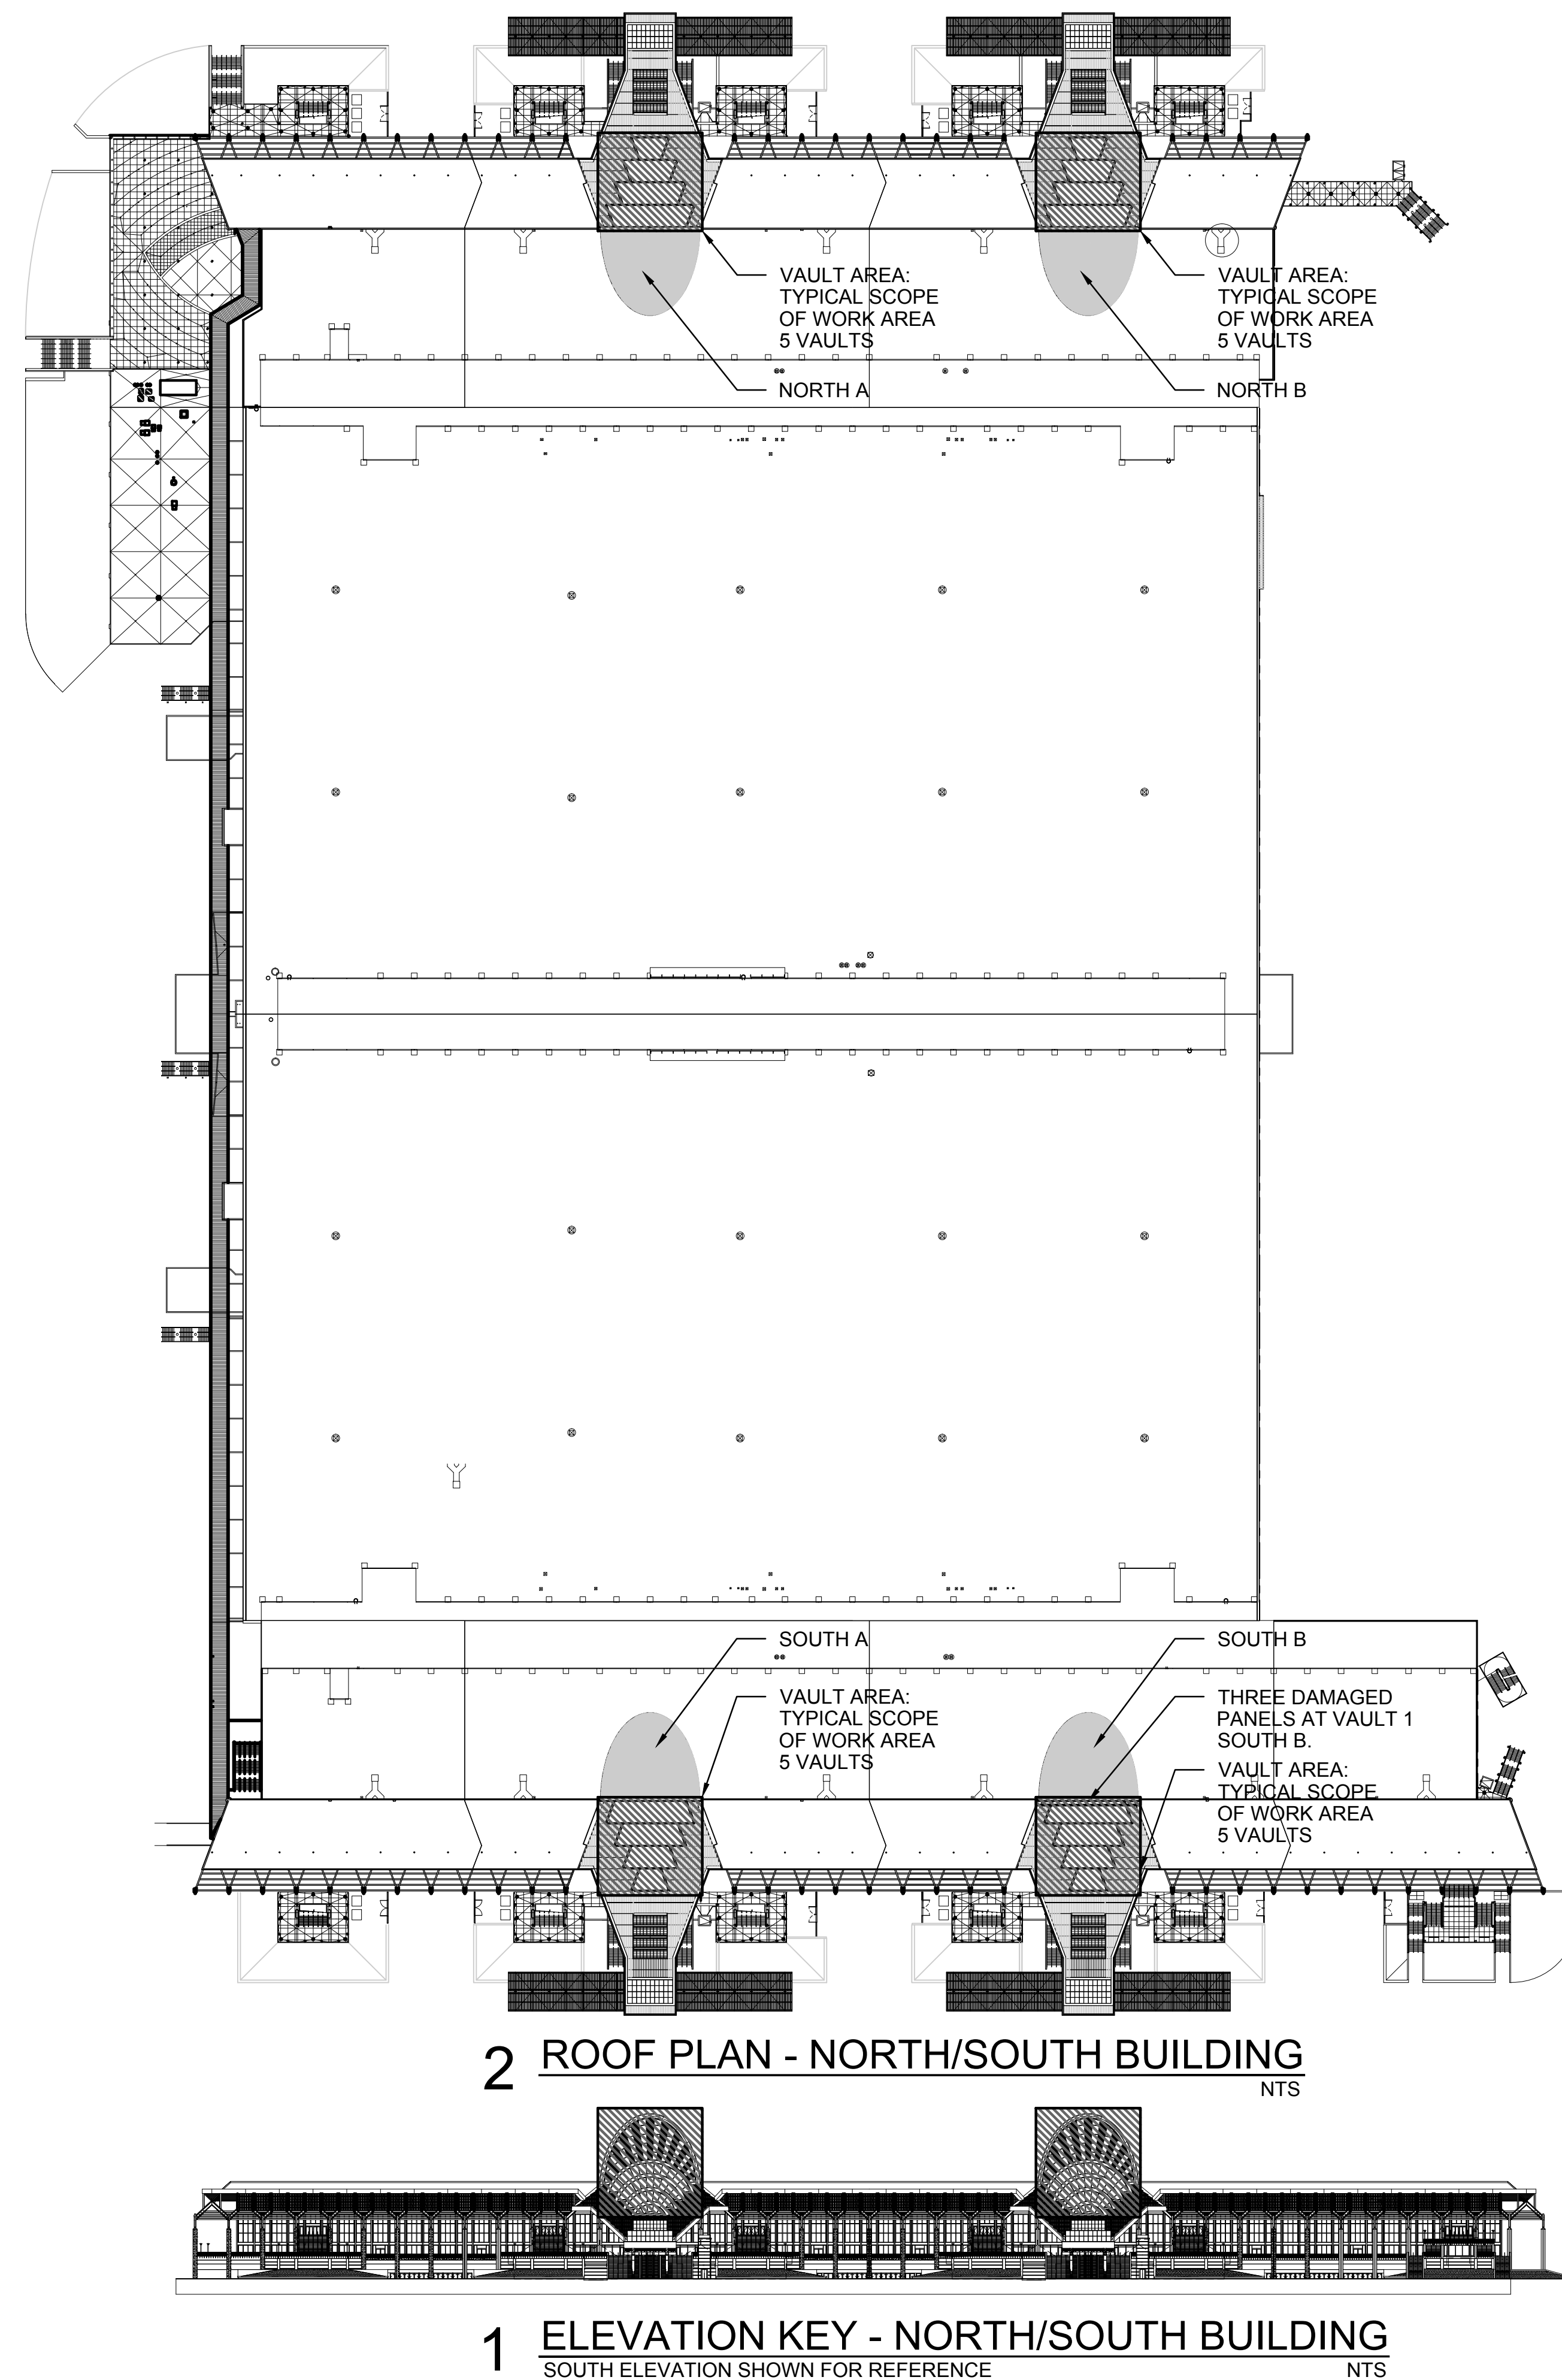 VAULT AREA:
TYPICAL SCOPE
OF WORK AREA
5 VAULTS
NORTH A
VAULT AREA:
TYPICAL SCOPE
OF WORK AREA
5 VAULTS
NORTH B
SOUTH A
VAULT AREA:
TYPICAL SCOPE
OF WORK AREA
5 VAULTS
SOUTH B
THREE DAMAGED
PANELS AT VAULT 1
SOUTH B.
VAULT AREA:
TYPICAL SCOPE
OF WORK AREA
5 VAULTS
2 ROOF PLAN - NORTH/SOUTH BUILDING
NTS
1 ELEVATION KEY - NORTH/SOUTH BUILDING
SOUTH ELEVATION SHOWN FOR REFERENCE NTS